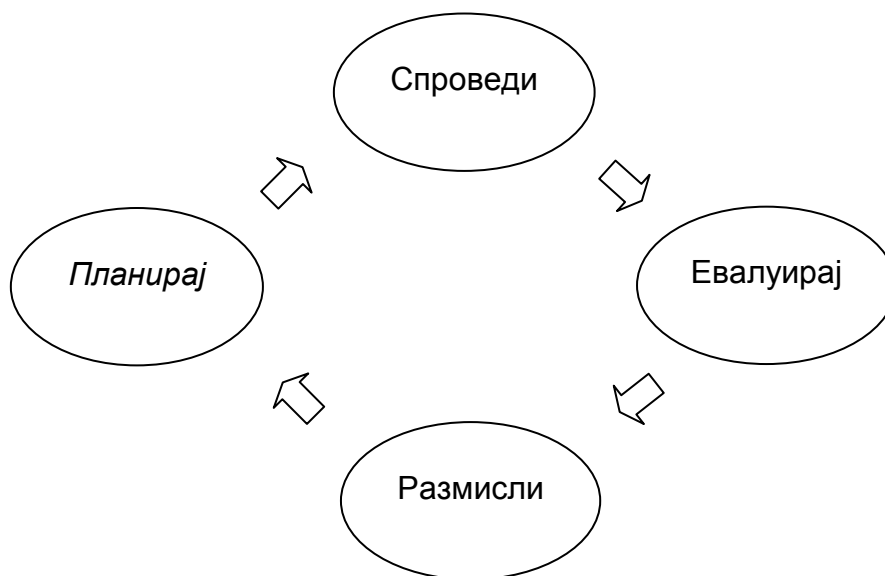 Спроведи
Планирај
Евалуирај
Размисли